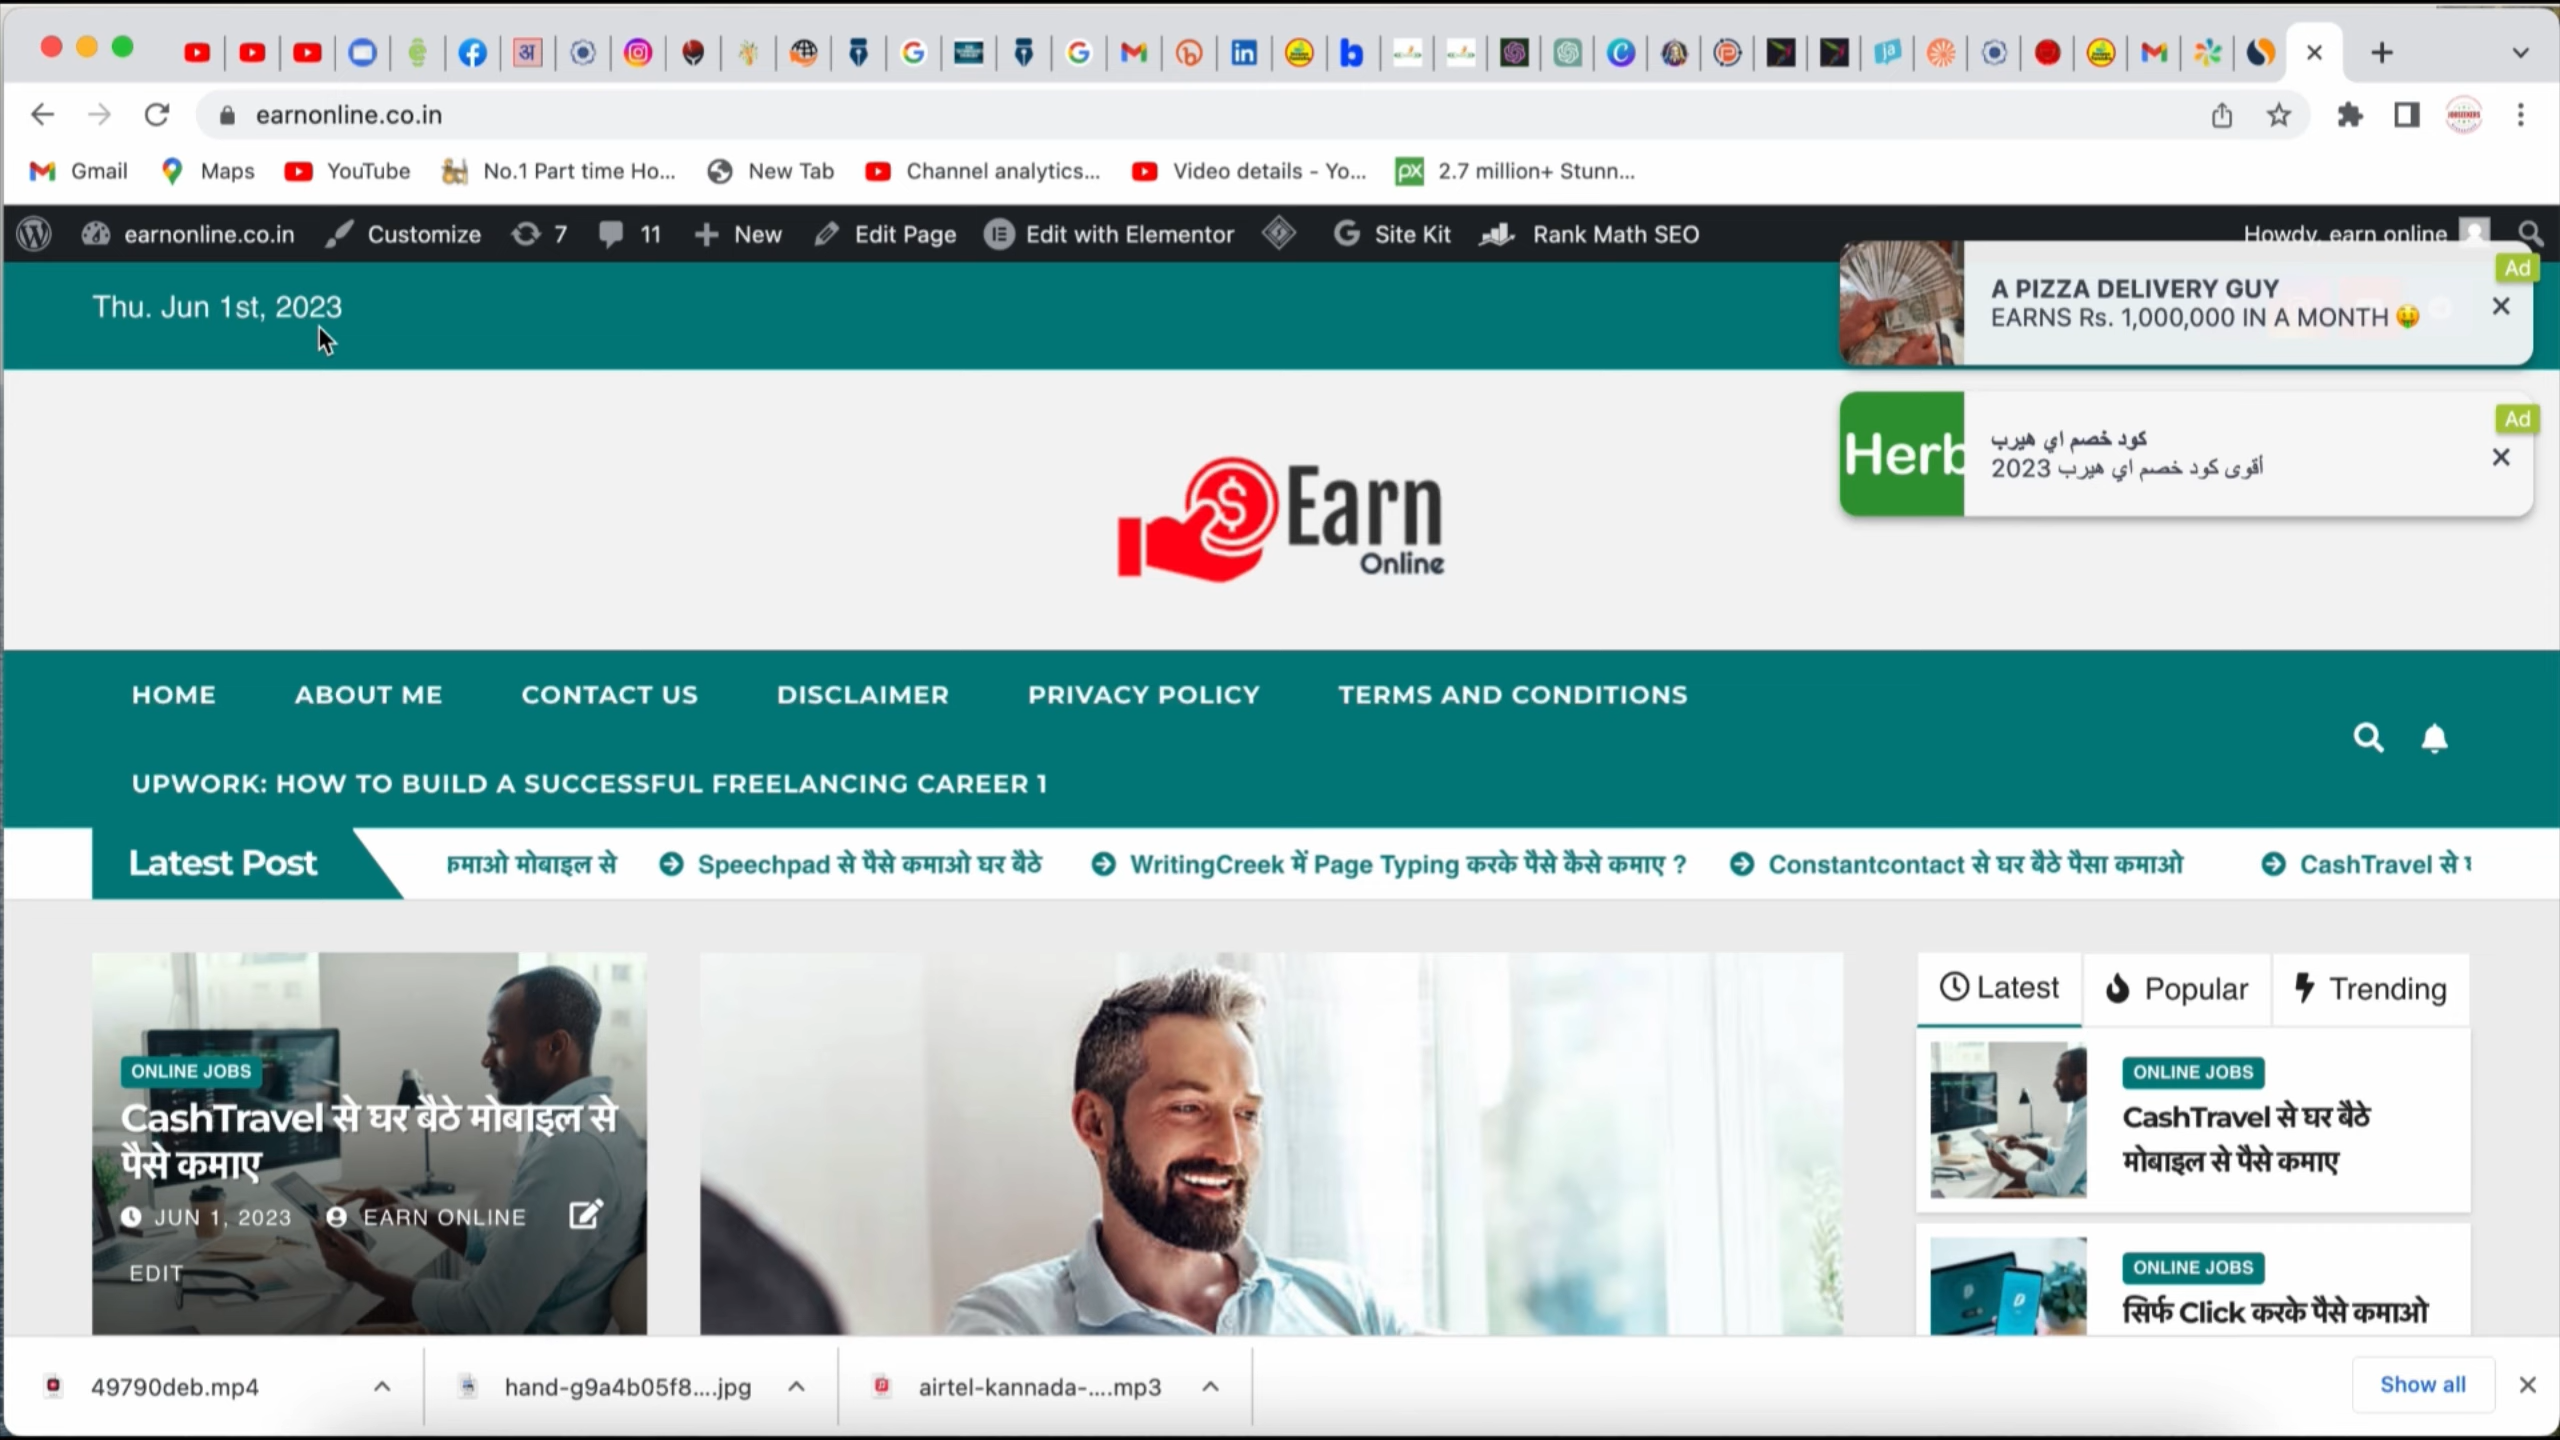 earnonline.co.in
Gmail
Maps
YouTube
No.1 Part time Ho...
New Tab
Channel analytics...
Video details - Yo...
px
2.7 million+ Stunn...
earnonline.co.in
Customize
7
11
New
Edit Page
Edit with Elementor
Site Kit
Rank Math SEO
Howdy, earn online
Thu. Jun 1st, 2023
Ad
A PIZZA DELIVERY GUY
EARNS Rs. 1,000,000 IN A MONTH 🤑
Ad
Herb
كود خصم اي هيرب
أقوى كود خصم اي هيرب 2023
Earn
Online
HOME
ABOUT ME
CONTACT US
DISCLAIMER
PRIVACY POLICY
TERMS AND CONDITIONS
UPWORK: HOW TO BUILD A SUCCESSFUL FREELANCING CAREER 1
Latest Post
कमाओ मोबाइल से
Speechpad से पैसे कमाओ घर बैठे
WritingCreek में Page Typing करके पैसे कैसे कमाए ?
Constantcontact से घर बैठे पैसा कमाओ
CashTravel से
ONLINE JOBS
CashTravel से घर बैठे मोबाइल से
पैसे कमाए
JUN 1, 2023
EARN ONLINE
EDIT
Latest
Popular
Trending
ONLINE JOBS
CashTravel से घर बैठे
मोबाइल से पैसे कमाए
ONLINE JOBS
सिर्फ Click करके पैसे कमाओ
49790deb.mp4
hand-g9a4b05f8....jpg
airtel-kannada-....mp3
Show all